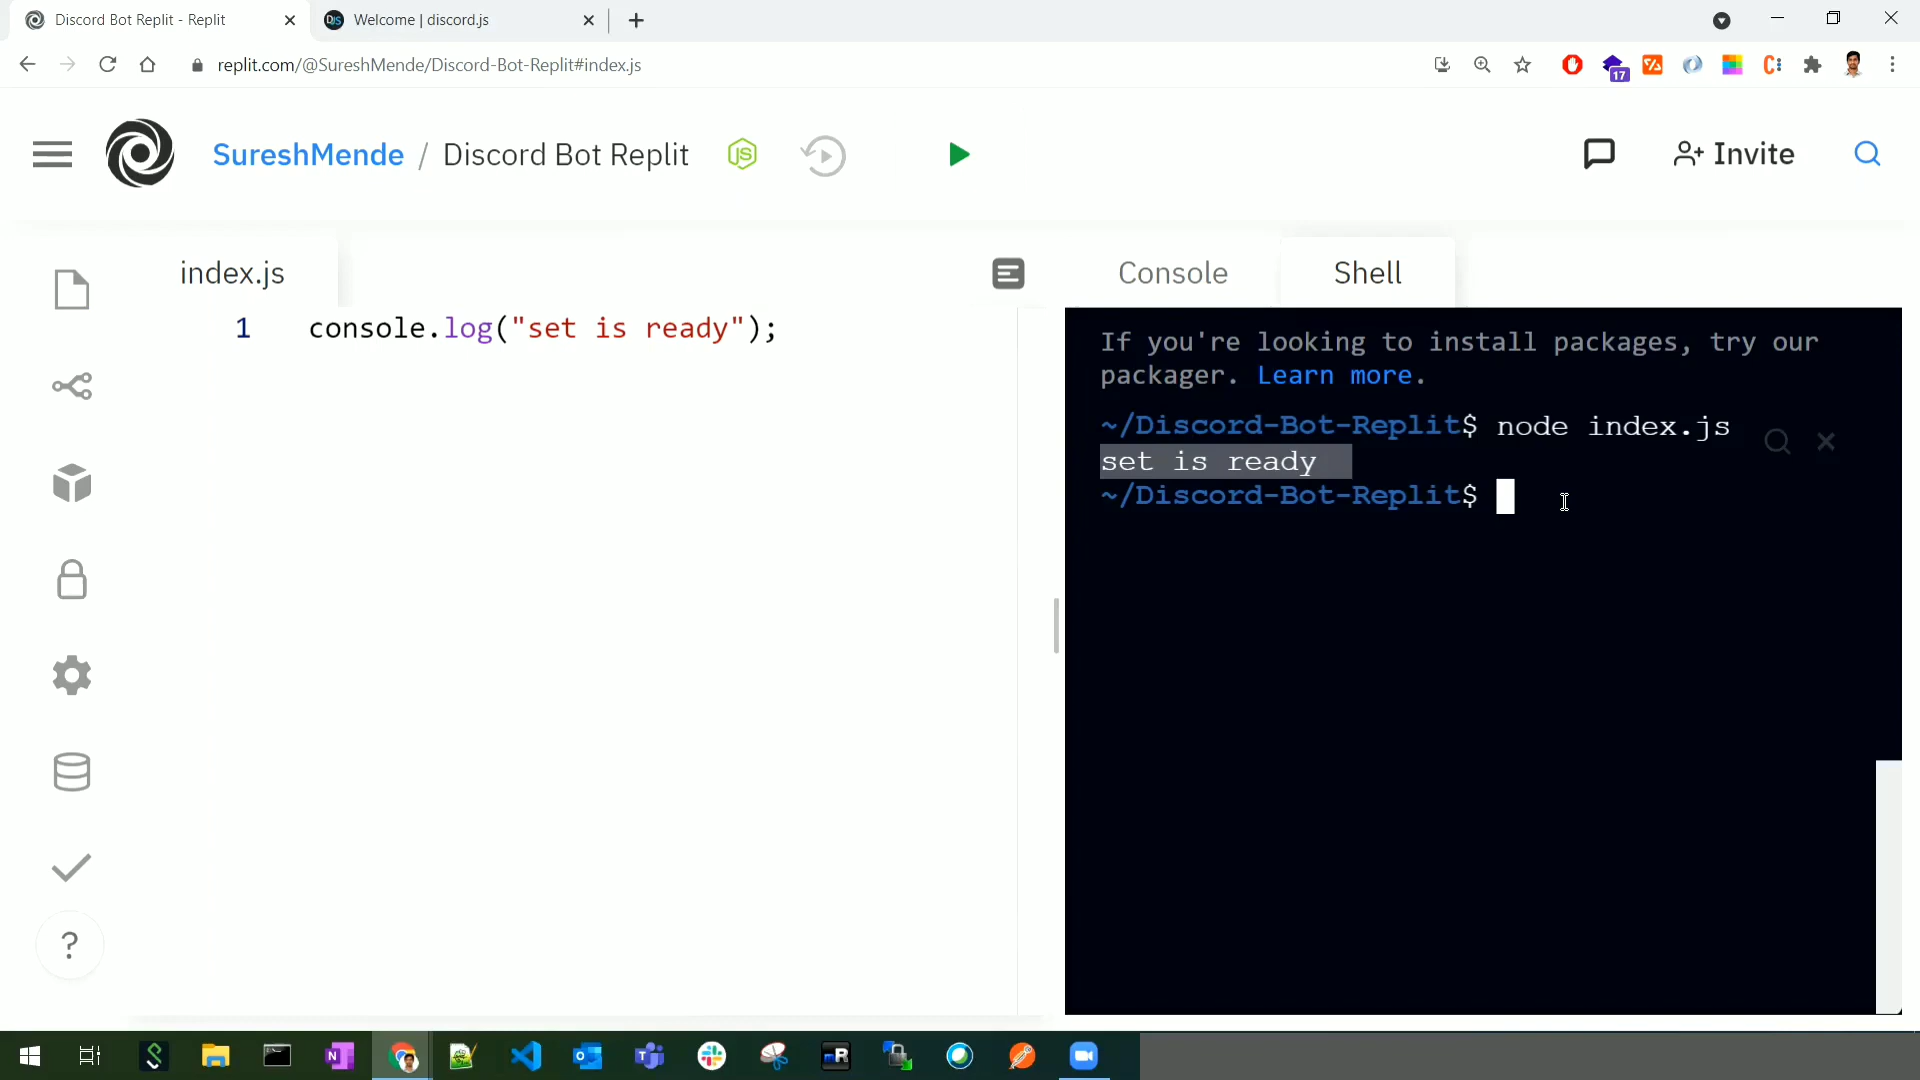 Discord Bot Replit - Replit
Welcome | discord.js
replit.com/@SureshMende/Discord-Bot-Replit#index.js
17
SureshMende / Discord Bot Replit
JS
Invite
index.js
Console
Shell
1 console.log("set is ready");
If you're looking to install packages, try our
packager. Learn more.
~/Discord-Bot-Replit$ node index.js
set is ready
~/Discord-Bot-Replit$
?